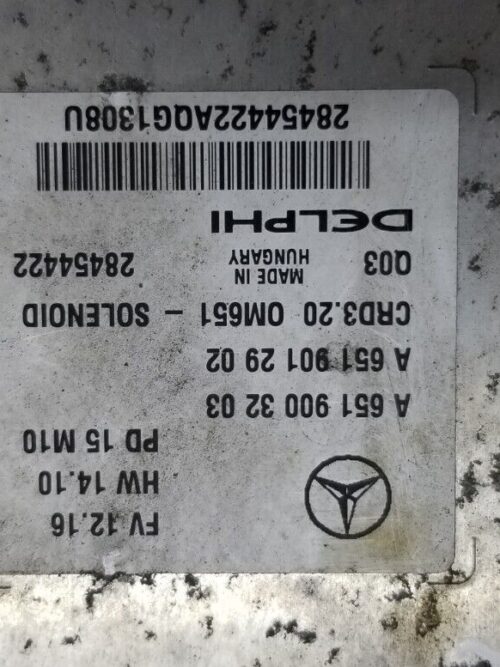 FV 12.16
HW 14.10
PD 15 M10
A 651 900 32 03
A 651 901 29 02
CRD3.20 OM651 - SOLENOID
Q03 MADE IN HUNGARY 28454422
DELPHI
28454422AQG1308U